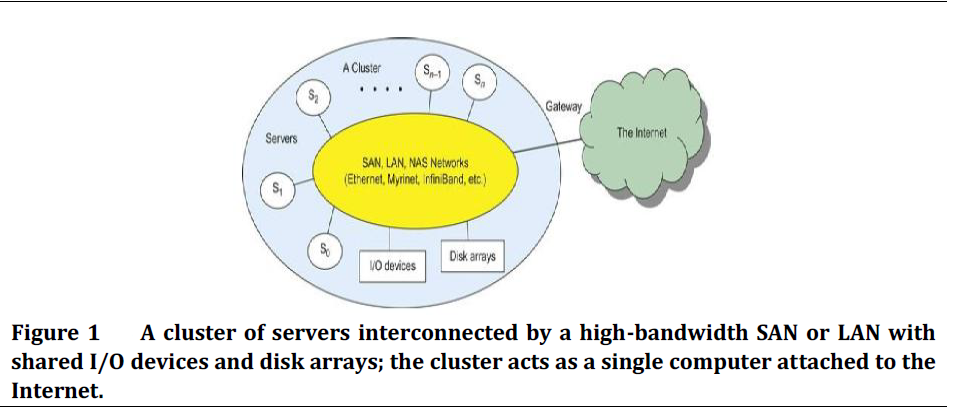 A Cluster
S2
. . . .
Sn–1
Sn
Servers
Gateway
The Internet
SAN, LAN, NAS Networks
(Ethernet, Myrinet, InfiniBand, etc.)
S1
S0
I/O devices
Disk arrays
Figure 1 A cluster of servers interconnected by a high-bandwidth SAN or LAN with
shared I/O devices and disk arrays; the cluster acts as a single computer attached to the
Internet.